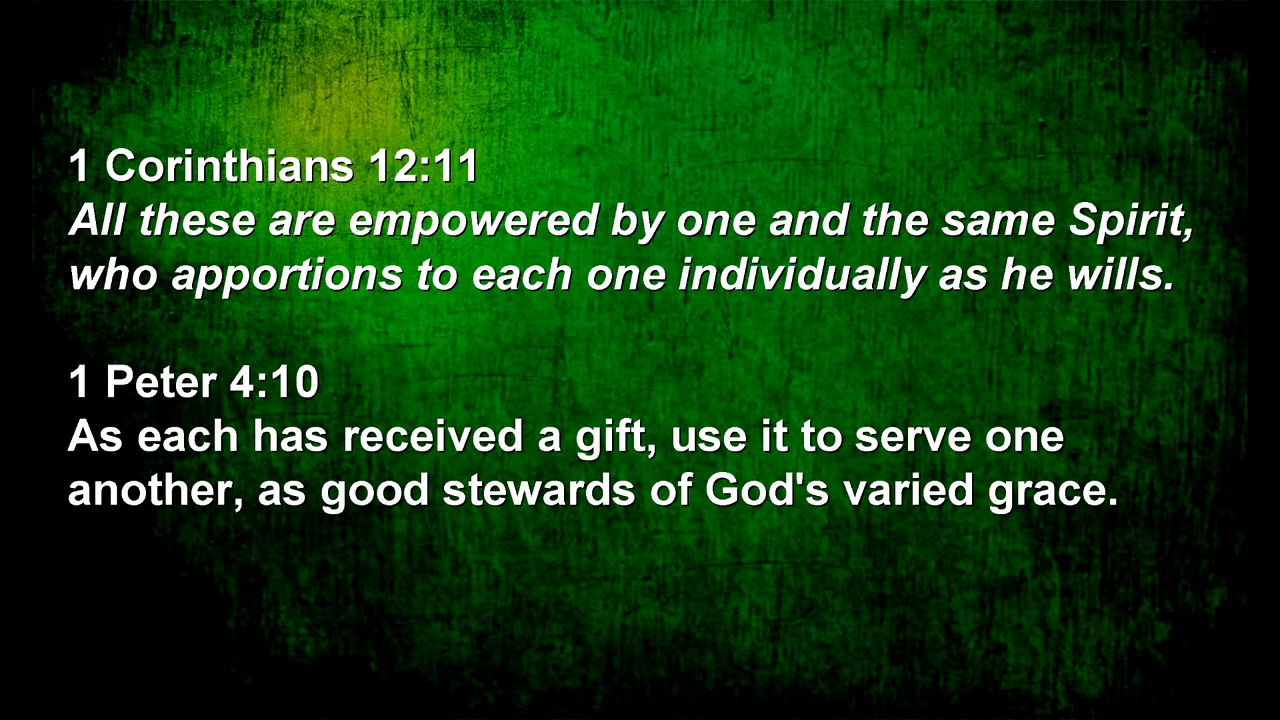 1 Corinthians 12:11
All these are empowered by one and the same Spirit,
who apportions to each one individually as he wills.
1 Peter 4:10
As each has received a gift, use it to serve one
another, as good stewards of God's varied grace.